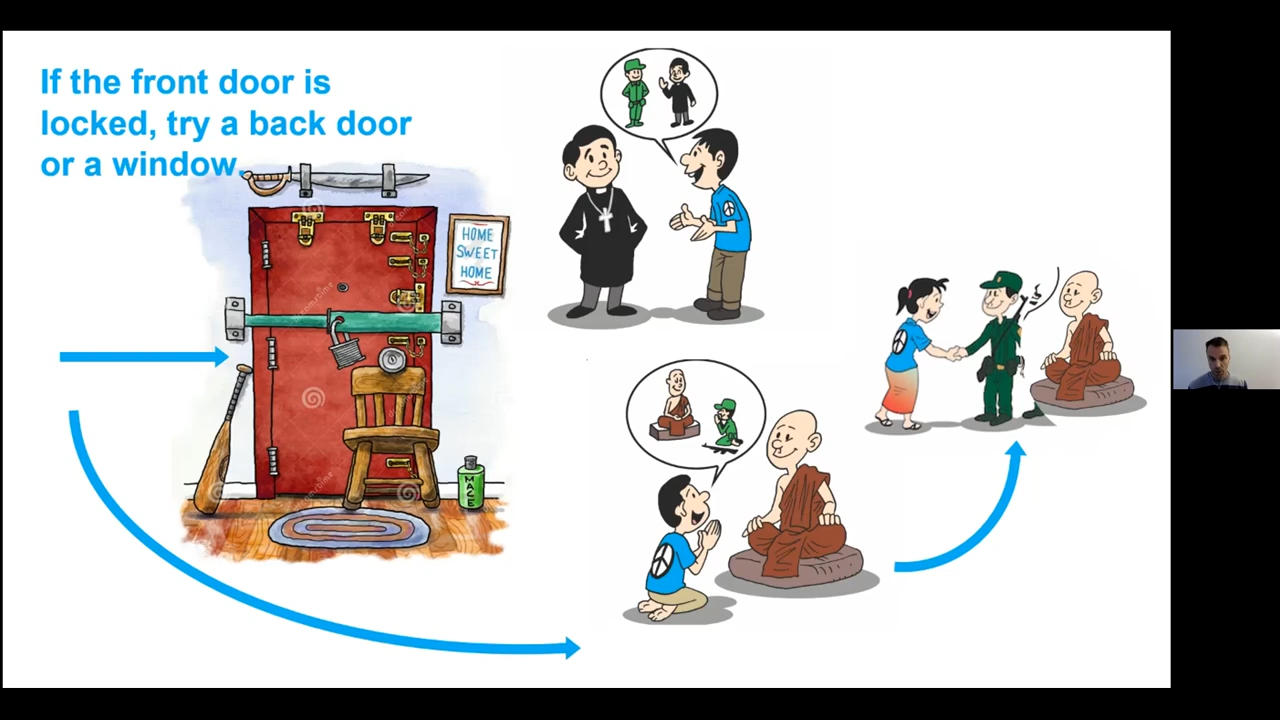 If the front door is
locked, try a back door
or a window.
HOME
SWEET
HOME
MACE